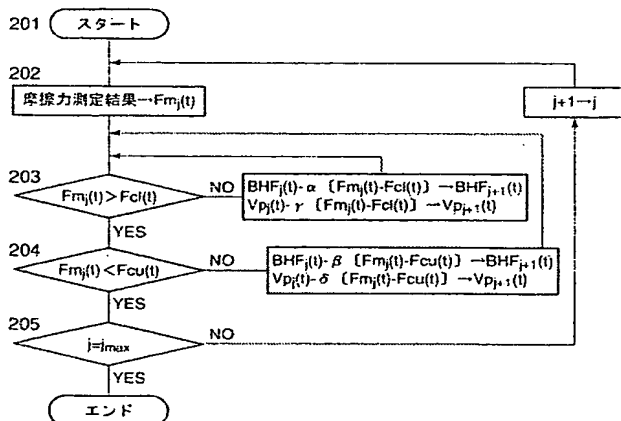 201 スタート
202
摩擦力測定結果→Fmj(t)
j+1→j
203
Fmj(t)>Fcl(t)
NO
BHFj(t)-α〔Fmj(t)-Fcl(t)〕→BHFj+1(t)
Vpj(t)-γ〔Fmj(t)-Fcl(t)〕→Vpj+1(t)
YES
204
Fmj(t)<Fcu(t)
NO
BHFj(t)-β〔Fmj(t)-Fcu(t)〕→BHFj+1(t)
Vpj(t)-δ〔Fmj(t)-Fcu(t)〕→Vpj+1(t)
YES
205
j=jmax
NO
YES
エンド